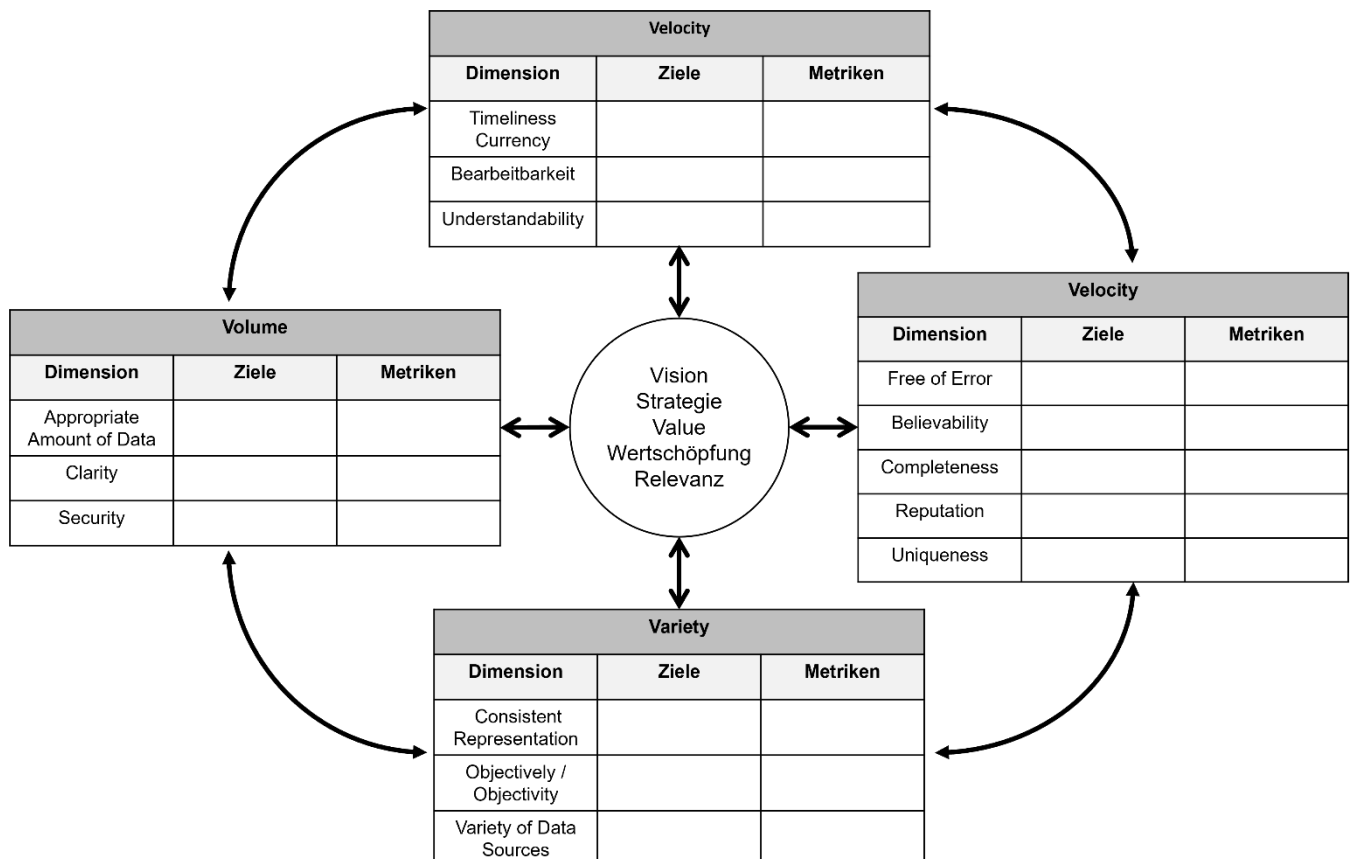 Velocity
Dimension Ziele Metriken
Timeliness
Currency
Bearbeitbarkeit
Understandability
Volume
Dimension Ziele Metriken
Appropriate
Amount of Data
Clarity
Security
Vision
Strategie
Value
Wertschöpfung
Relevanz
Velocity
Dimension Ziele Metriken
Free of Error
Believability
Completeness
Reputation
Uniqueness
Variety
Dimension Ziele Metriken
Consistent
Representation
Objectively /
Objectivity
Variety of Data
Sources